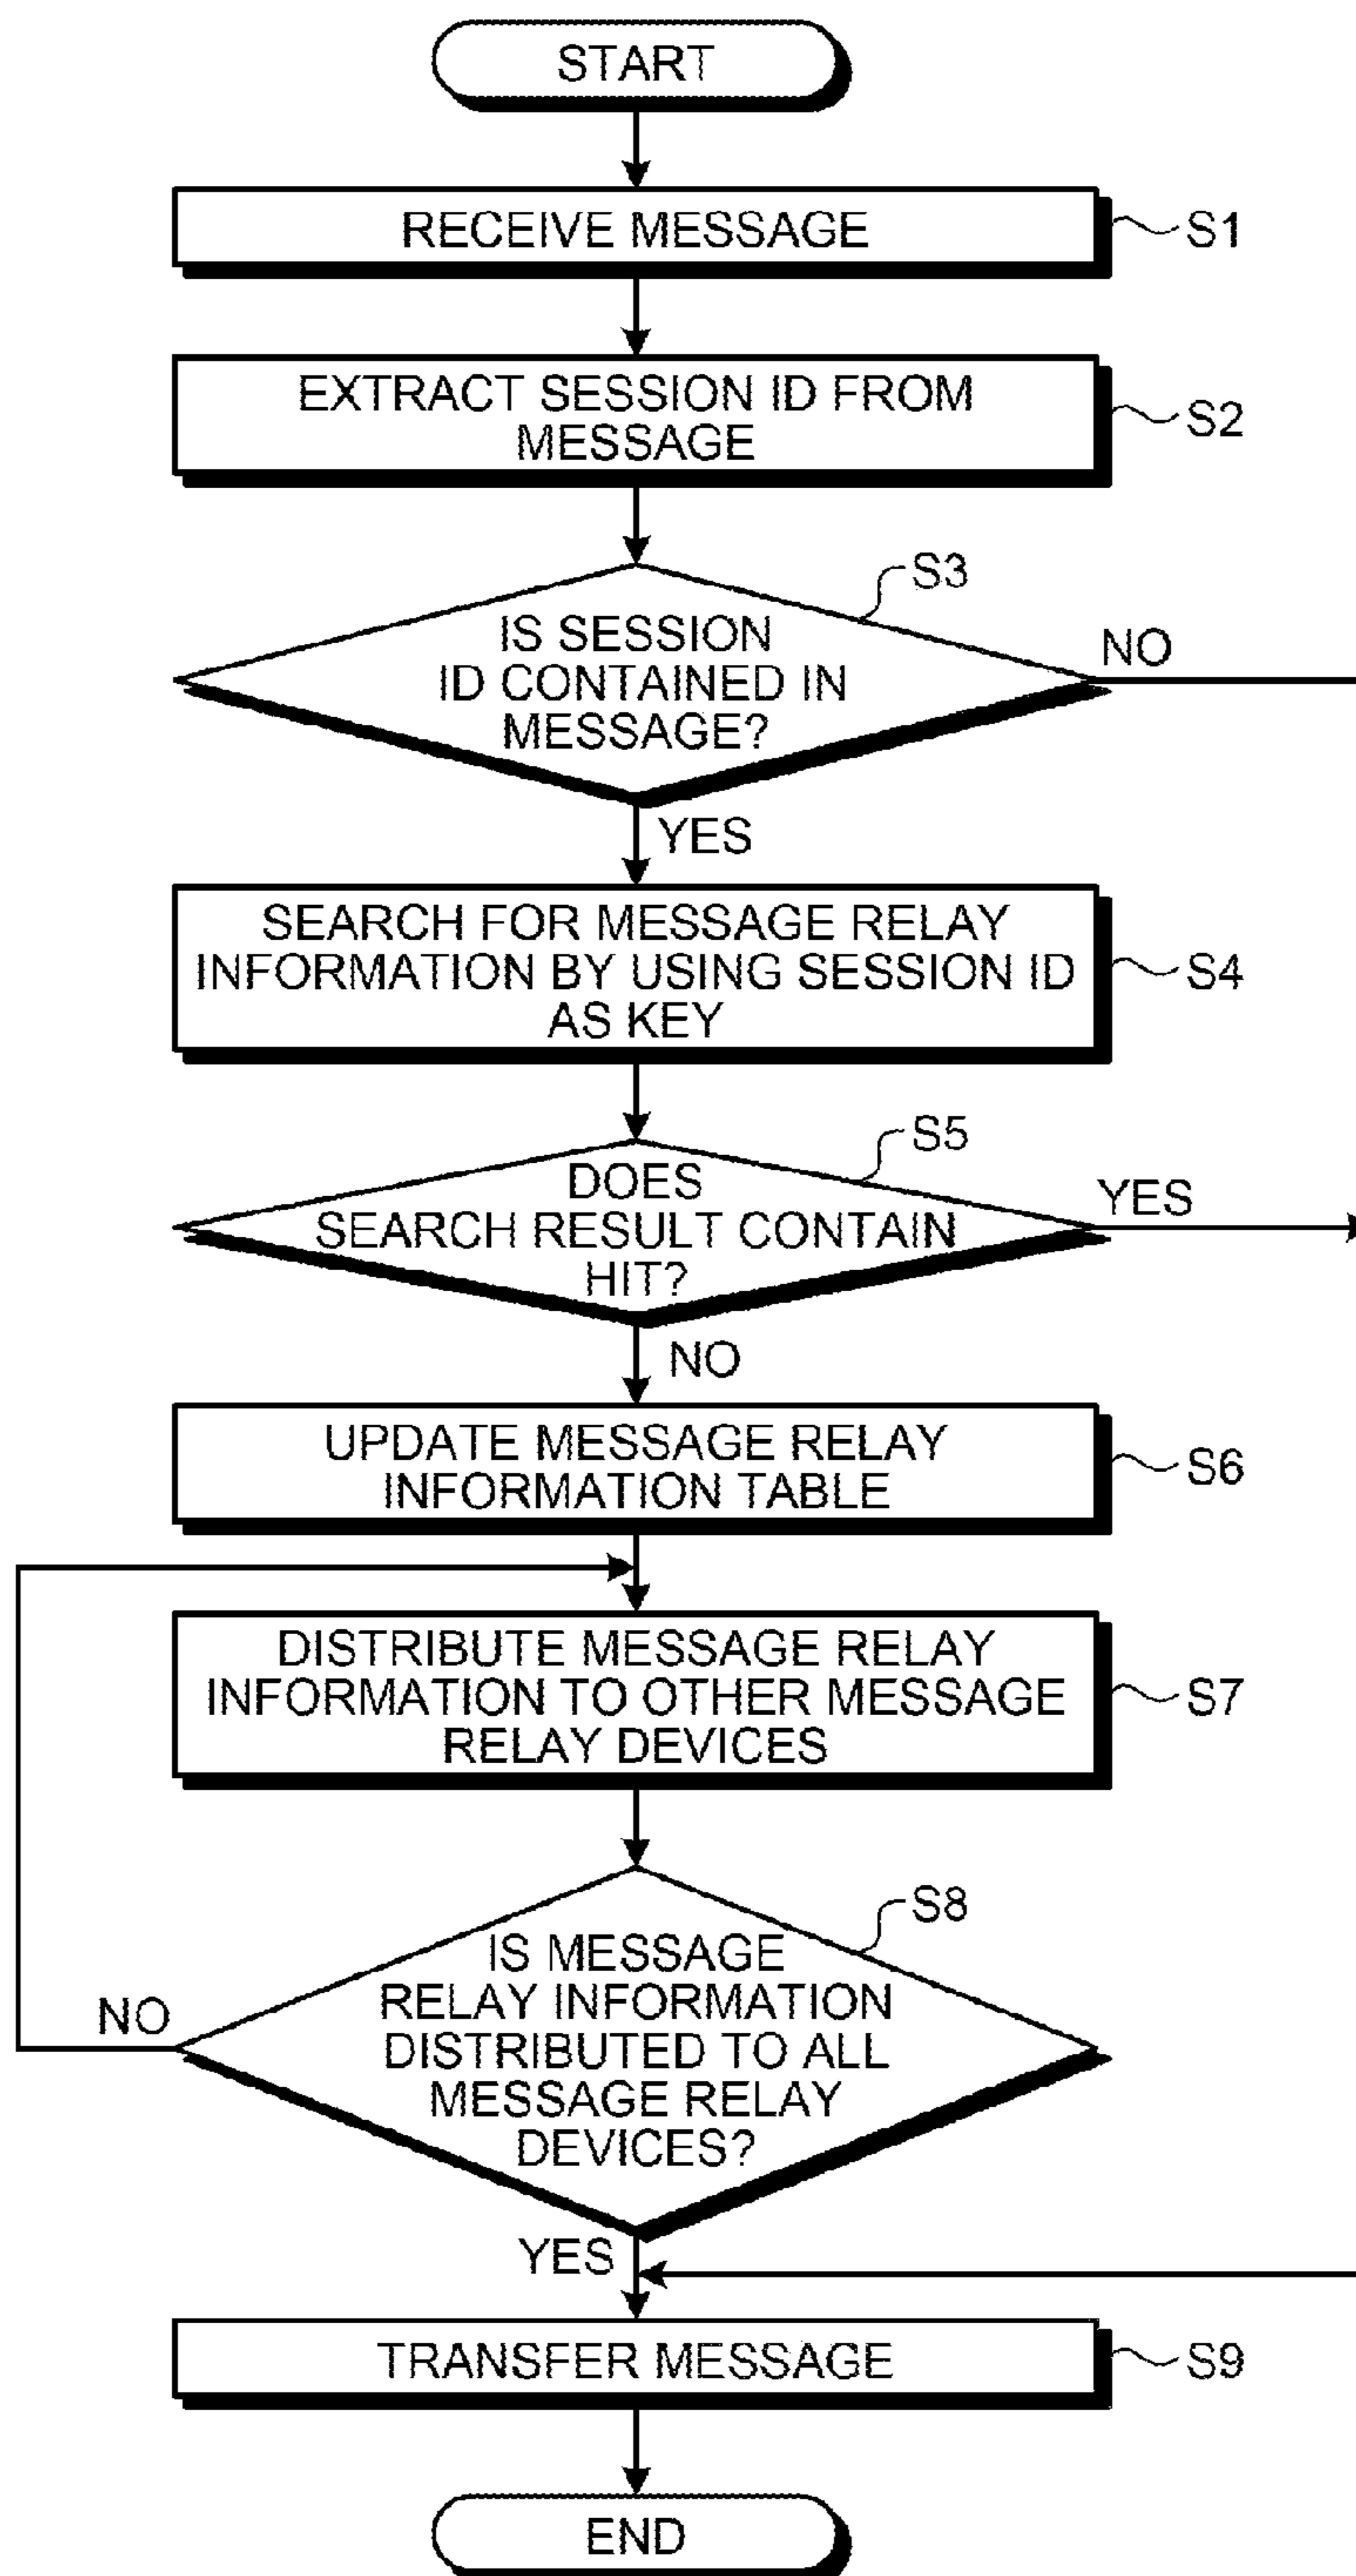 START
RECEIVE MESSAGE
S1
EXTRACT SESSION ID FROM
MESSAGE
S2
S3
IS SESSION
ID CONTAINED IN
MESSAGE?
NO
YES
SEARCH FOR MESSAGE RELAY
INFORMATION BY USING SESSION ID
AS KEY
S4
S5
DOES
SEARCH RESULT CONTAIN
HIT?
YES
NO
UPDATE MESSAGE RELAY
INFORMATION TABLE
S6
DISTRIBUTE MESSAGE RELAY
INFORMATION TO OTHER MESSAGE
RELAY DEVICES
S7
S8
IS MESSAGE
RELAY INFORMATION
DISTRIBUTED TO ALL
MESSAGE RELAY
DEVICES?
NO
YES
TRANSFER MESSAGE
S9
END